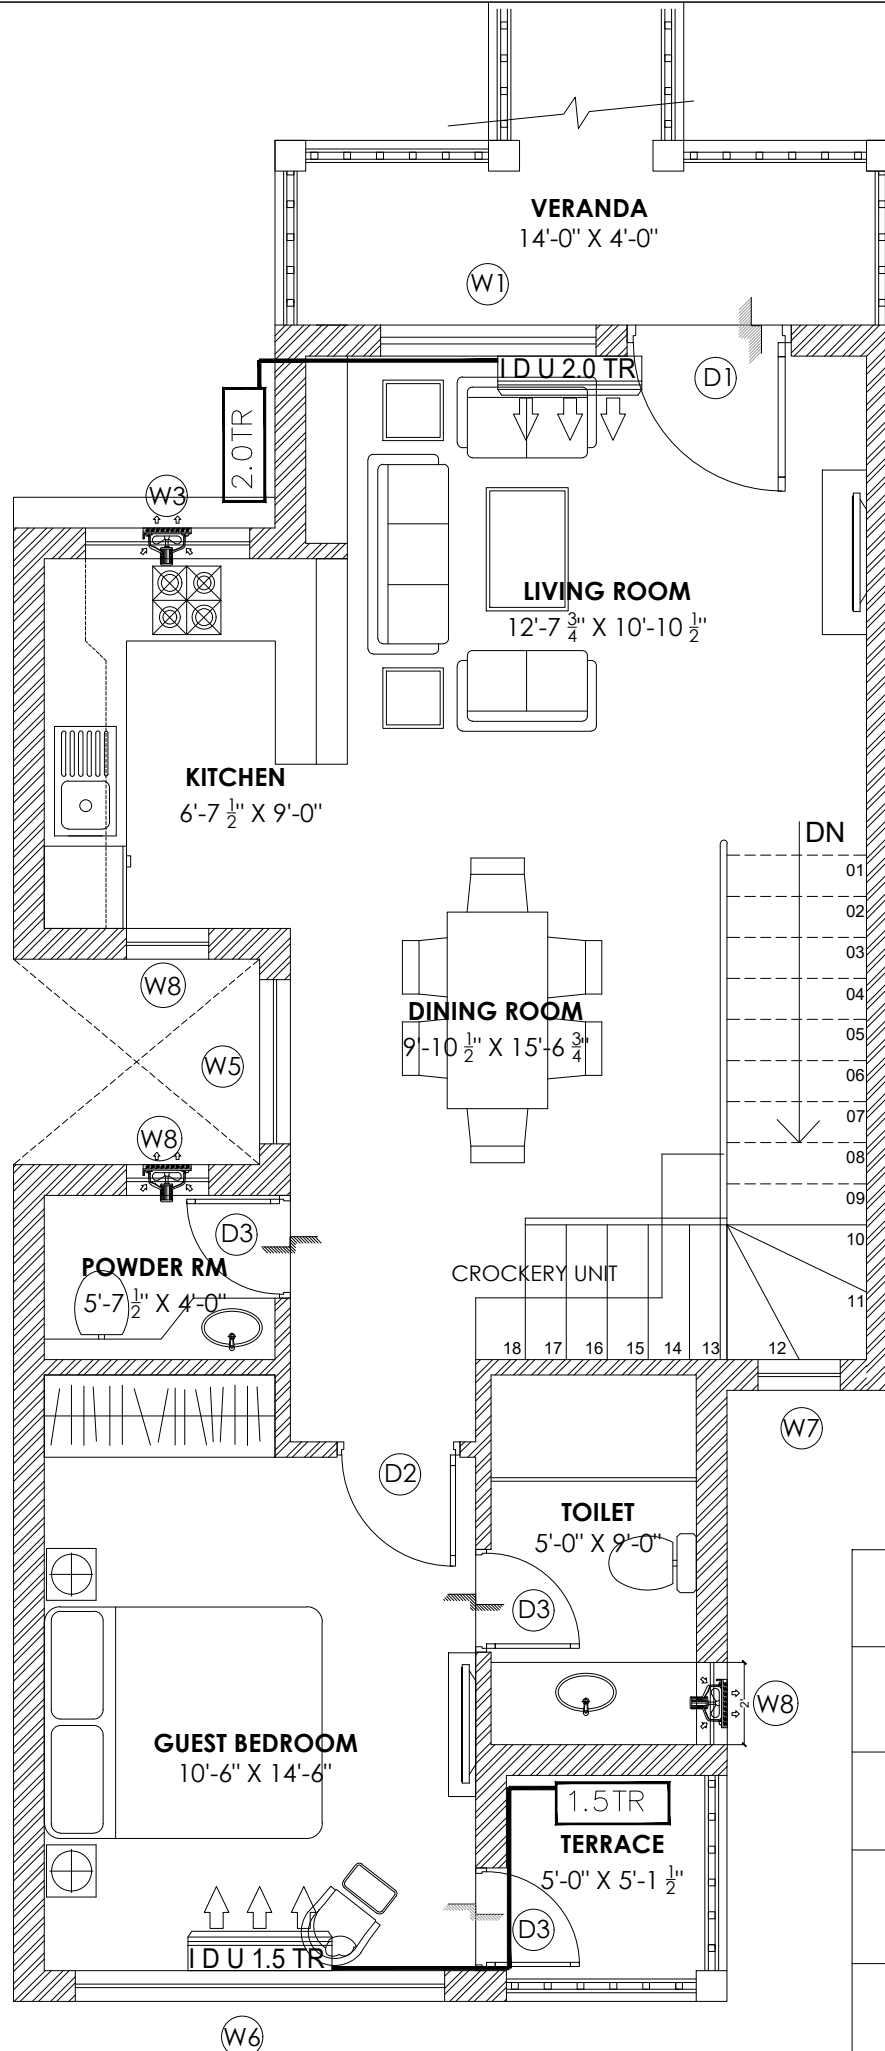 VERANDA
14'-0" X 4'-0"
W1
I D U 2.0 TR
D1
2.0TR
W3
LIVING ROOM
12'-7 3/4" X 10'-10 1/2"
KITCHEN
6'-7 1/2" X 9'-0"
DN
01
02
03
04
05
06
07
08
09
10
11
12
13
14
15
16
17
18
W8
DINING ROOM
9'-10 1/2" X 15'-6 3/4"
W5
W8
D3
POWDER RM
5'-7 1/2" X 4'-0"
CROCKERY UNIT
W7
D2
TOILET
5'-0" X 9'-0"
D3
2'
W8
GUEST BEDROOM
10'-6" X 14'-6"
1.5TR
TERRACE
5'-0" X 5'-1 1/2"
D3
I D U 1.5 TR
W6